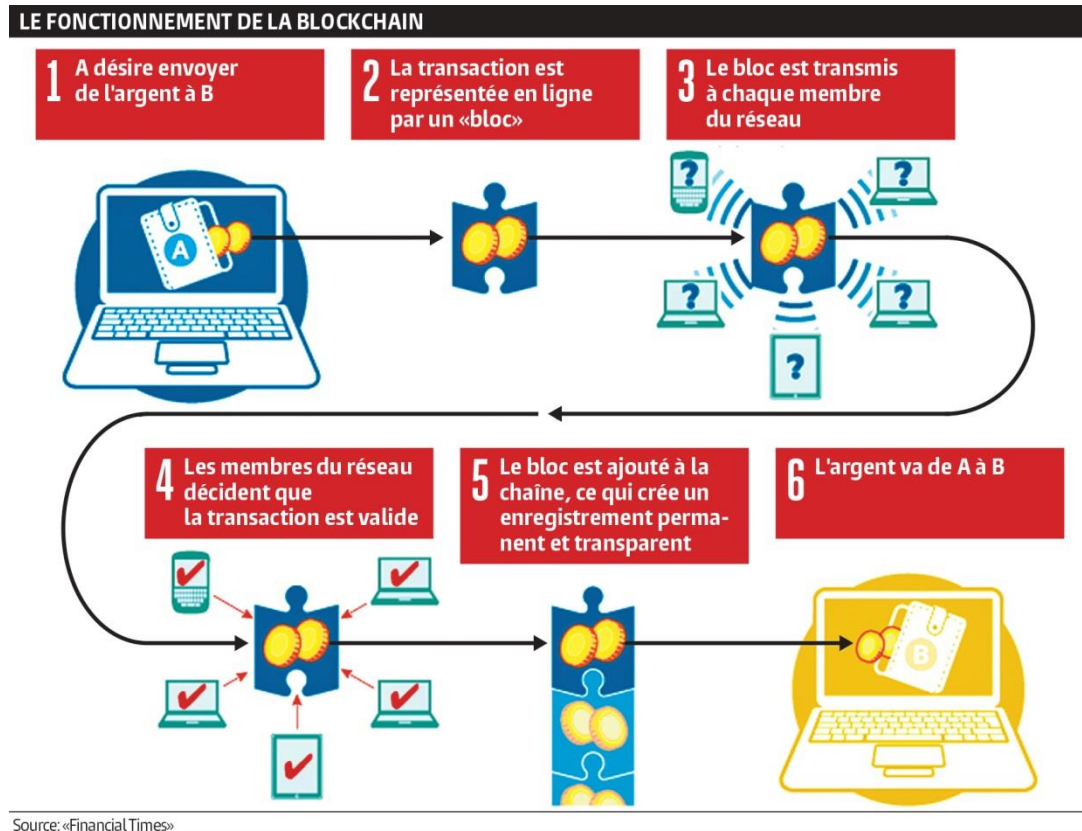 LE FONCTIONNEMENT DE LA BLOCKCHAIN
1 A désire envoyer
de l'argent à B
2 La transaction est
représentée en ligne
par un «bloc»
3 Le bloc est transmis
à chaque membre
du réseau
A
?
?
?
?
?
4 Les membres du réseau
décident que
la transaction est valide
5 Le bloc est ajouté à la
chaîne, ce qui crée un
enregistrement perma-
nent et transparent
6 L'argent va de A à B
B
Source: «Financial Times»